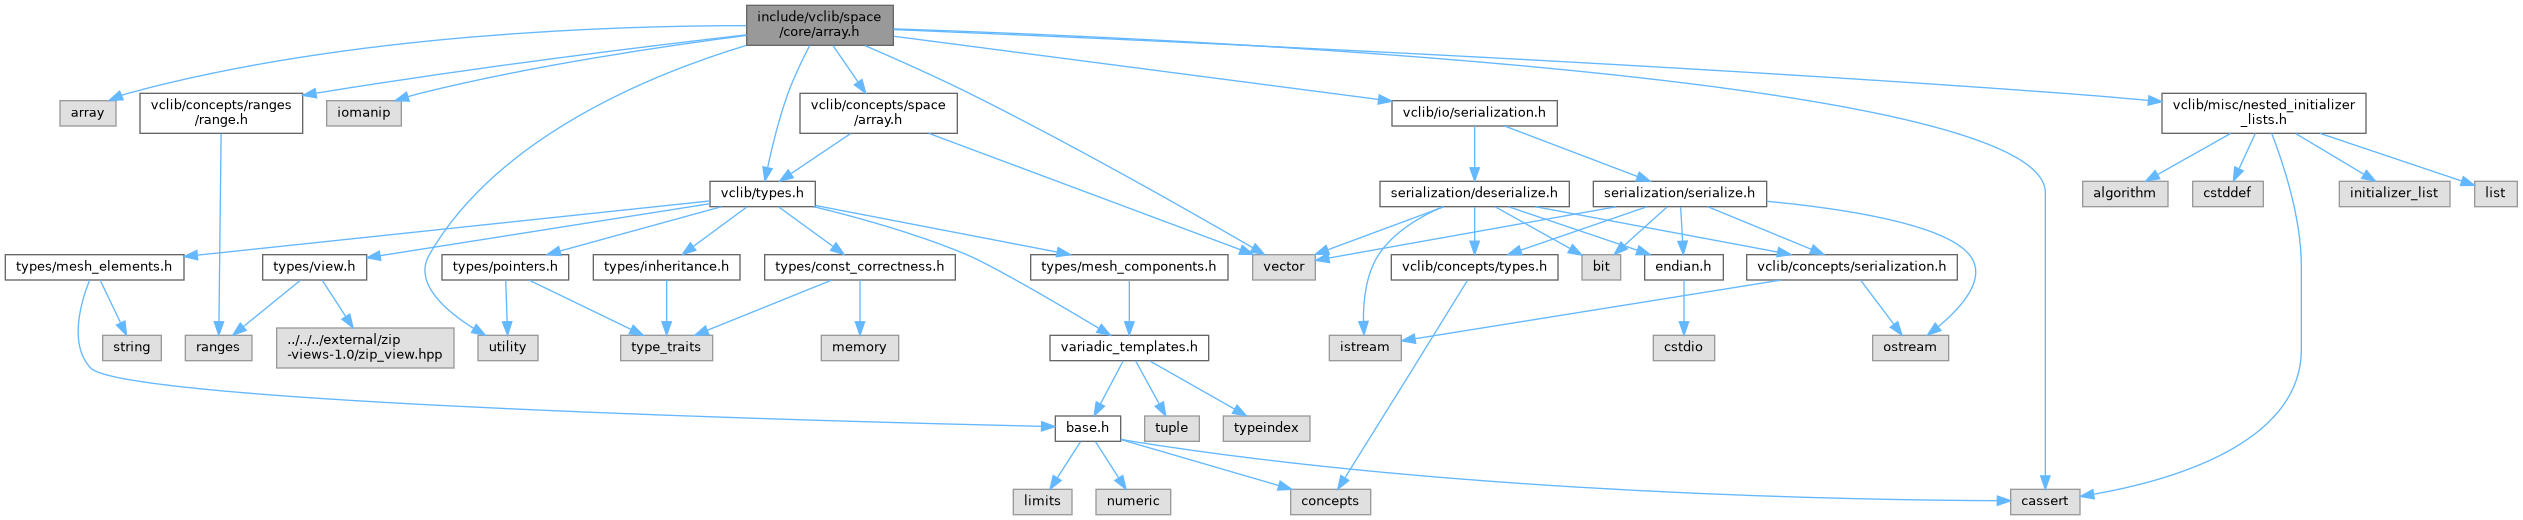 include/vclib/space
/core/array.h
array
vclib/concepts/ranges
/range.h
iomanip
vclib/concepts/space
/array.h
vclib/io/serialization.h
vclib/misc/nested_initializer
_lists.h
vclib/types.h
serialization/deserialize.h
serialization/serialize.h
algorithm
cstddef
initializer_list
list
types/mesh_elements.h
types/view.h
types/pointers.h
types/inheritance.h
types/const_correctness.h
types/mesh_components.h
vector
vclib/concepts/types.h
bit
endian.h
vclib/concepts/serialization.h
string
ranges
../../../external/zip
-views-1.0/zip_view.hpp
utility
type_traits
memory
variadic_templates.h
istream
cstdio
ostream
base.h
tuple
typeindex
limits
numeric
concepts
cassert